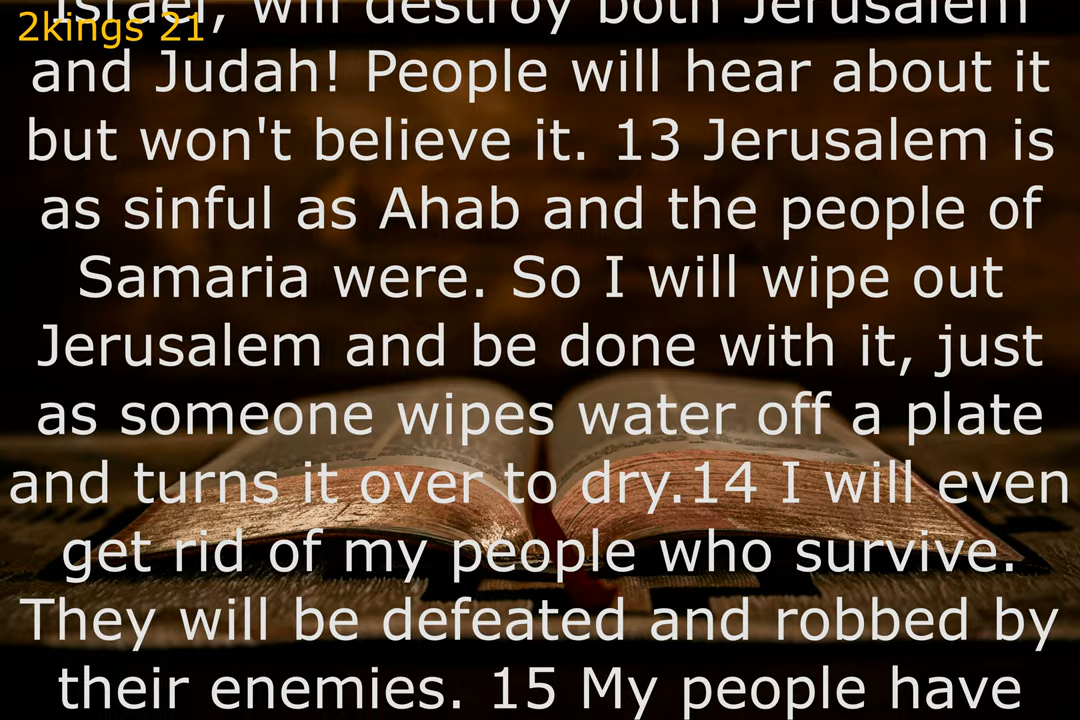 Israel, will destroy both Jerusalem
2kings 21
and Judah! People will hear about it
but won't believe it. 13 Jerusalem is
as sinful as Ahab and the people of
Samaria were. So I will wipe out
Jerusalem and be done with it, just
as someone wipes water off a plate
and turns it over to dry.14 I will even
get rid of my people who survive.
They will be defeated and robbed by
their enemies. 15 My people have